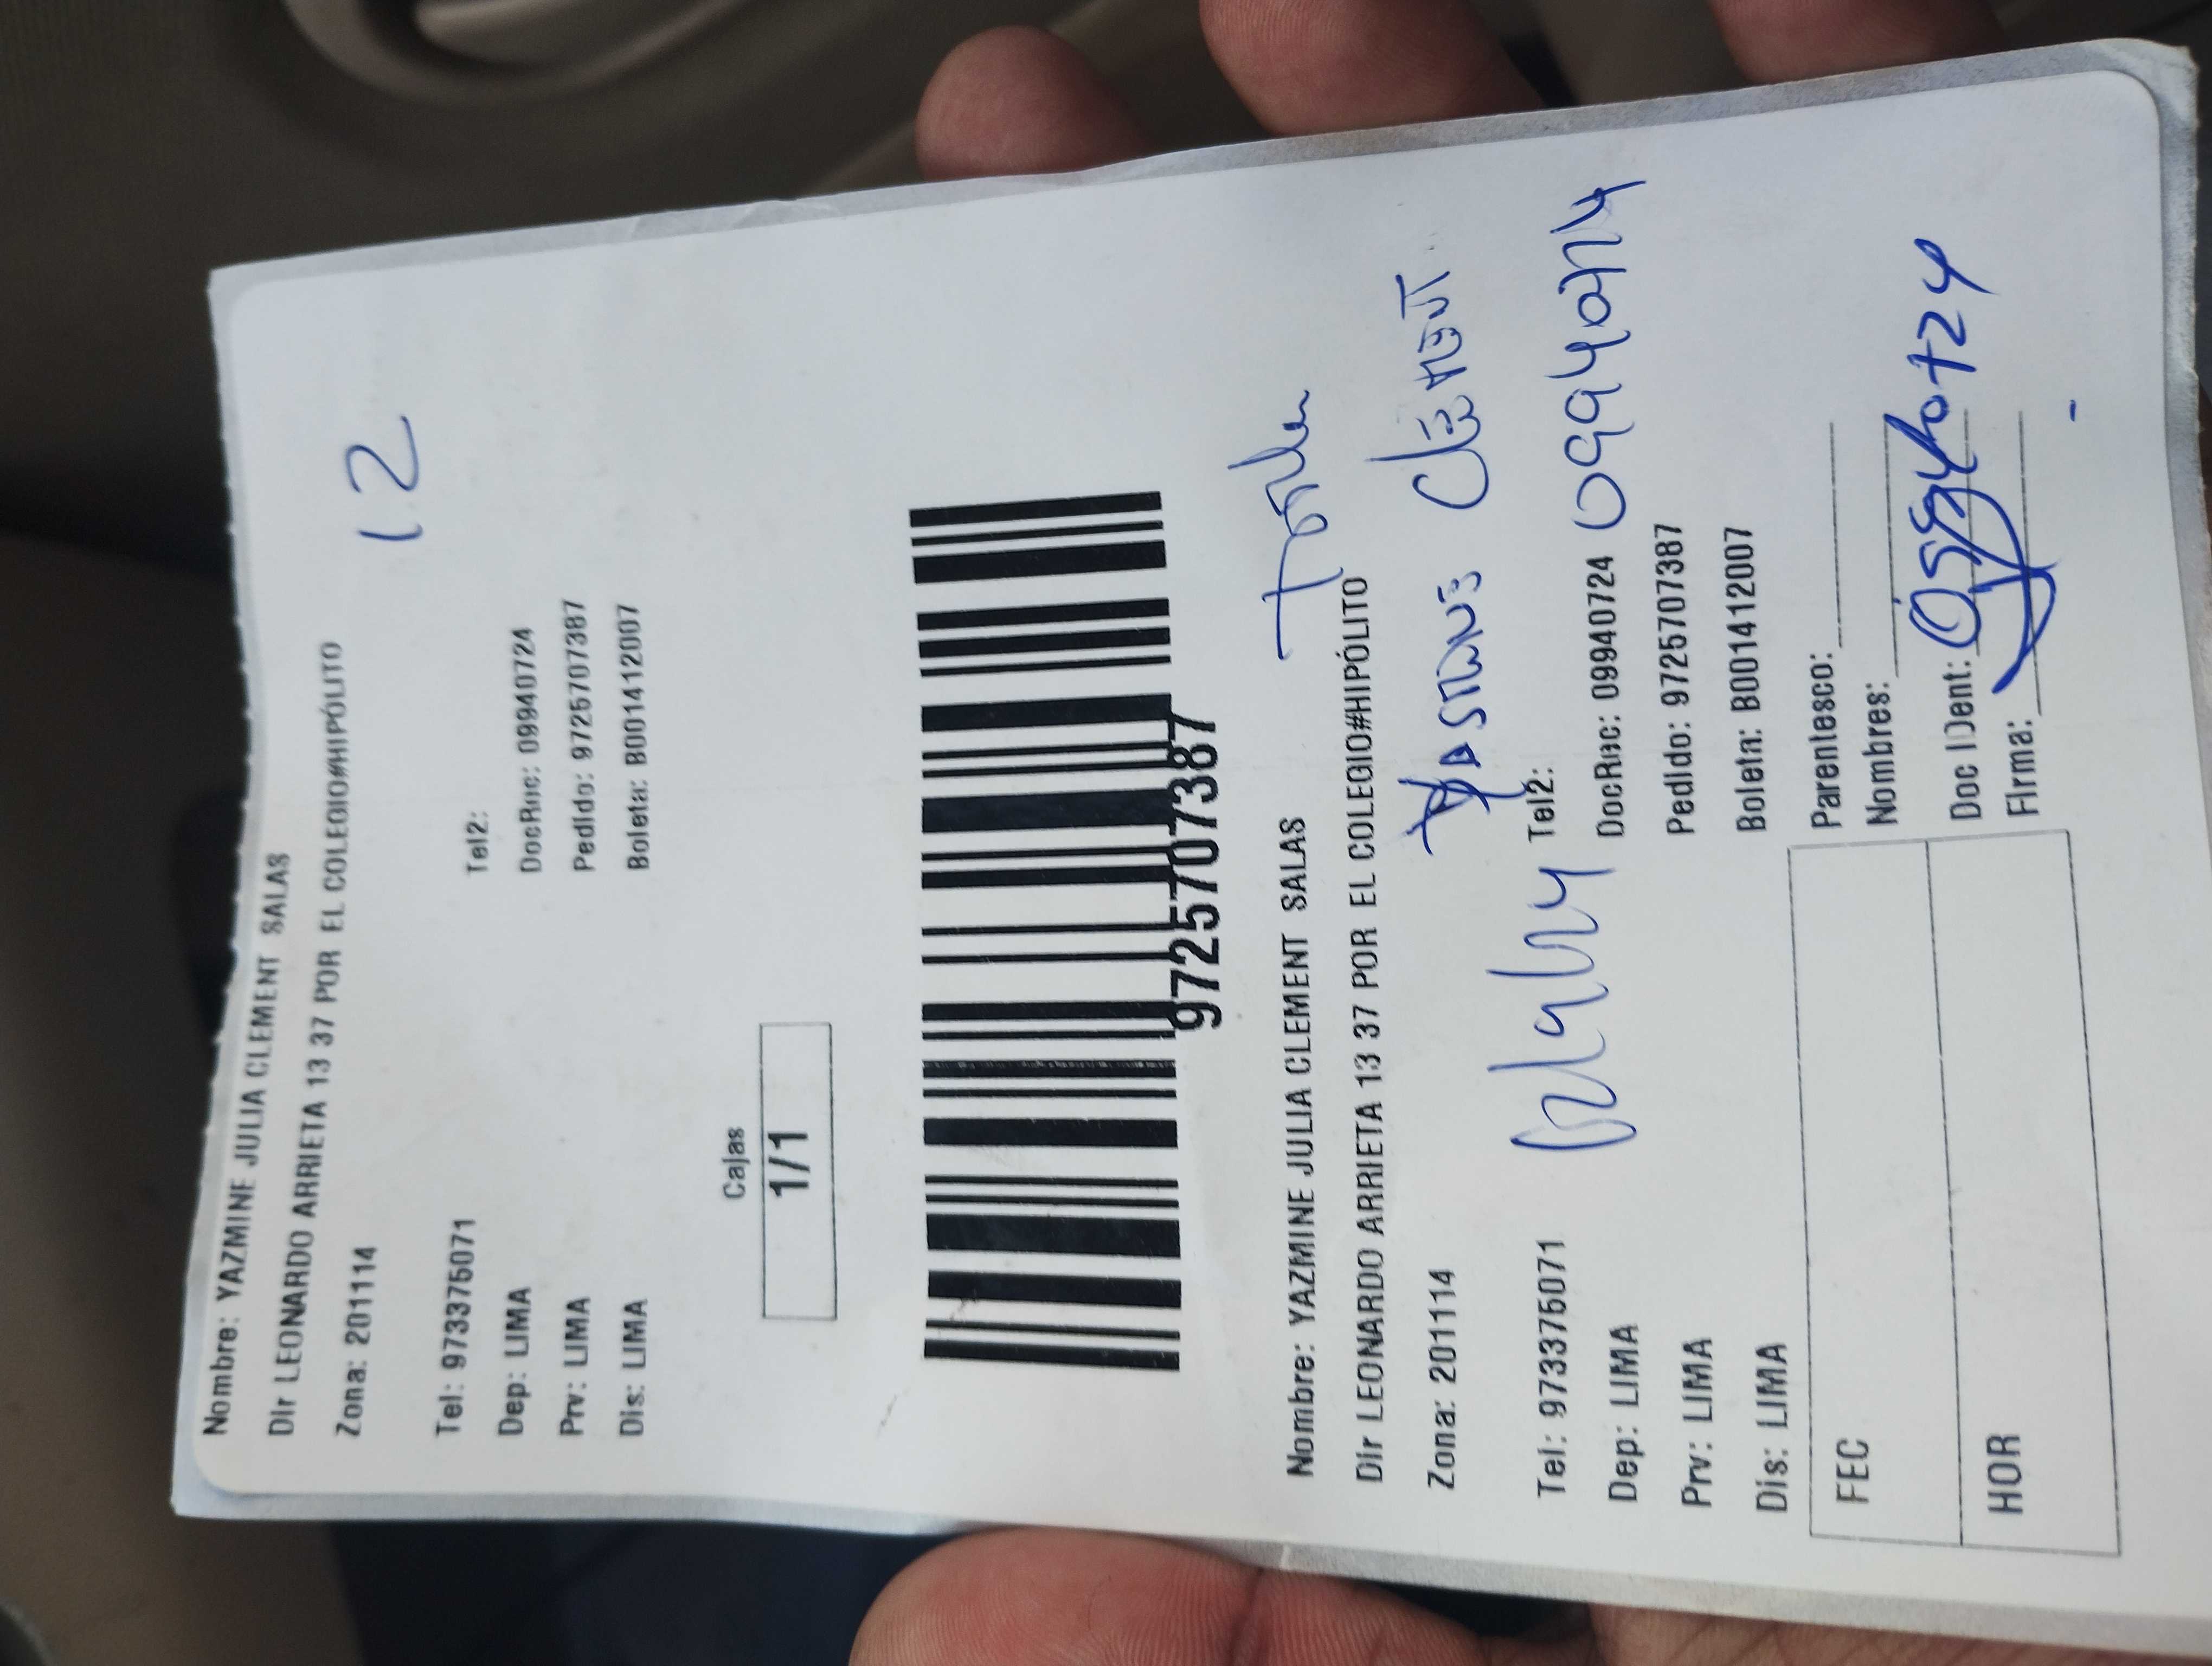 Nombre: YAZMINE JULIA CLEMENT SALAS
Dir LEONARDO ARRIETA 13 37 POR EL COLEGIO#HIPÓLITO
Zona: 201114
12
Tel: 973375071
Tel2:
Dep: LIMA
DocRuc: 09940724
Prv: LIMA
Pedido: 9725707387
Dis: LIMA
Boleta: B001412007
Cajas
1/1
9725707387
Nombre: YAZMINE JULIA CLEMENT SALAS
Dir LEONARDO ARRIETA 13 37 POR EL COLEGIO#HIPÓLITO
Zona: 201114
Clement
Tel: 973375071
Tel2:
Dep: LIMA
DocRuc: 09940724 09940724
Prv: LIMA
Pedido: 9725707387
Dis: LIMA
Boleta: B001412007
FEC
Parentesco:
Nombres:
HOR
Doc IDent:
Firma: